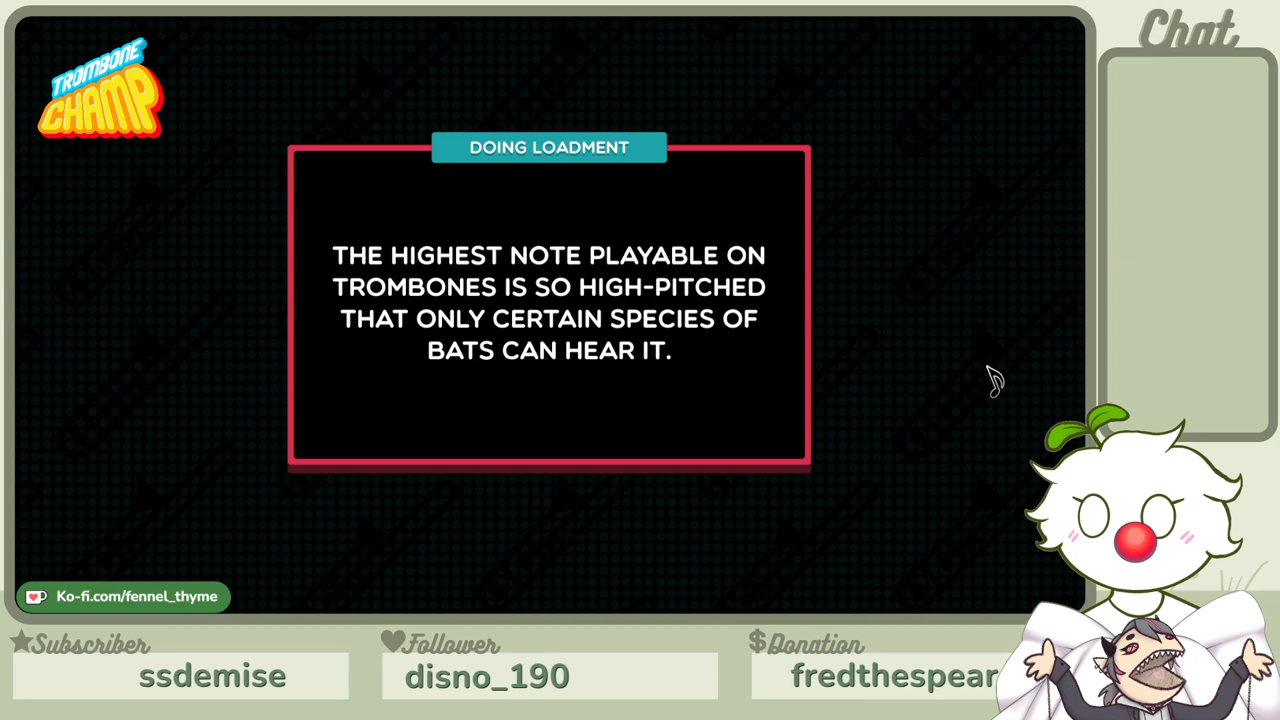 Chat
TROMBONE
CHAMP
DOING LOADMENT
THE HIGHEST NOTE PLAYABLE ON
TROMBONES IS SO HIGH-PITCHED
THAT ONLY CERTAIN SPECIES OF
BATS CAN HEAR IT.
Ko-fi.com/fennel_thyme
Subscriber
ssdemise
Follower
disno_190
Donation
fredthespear